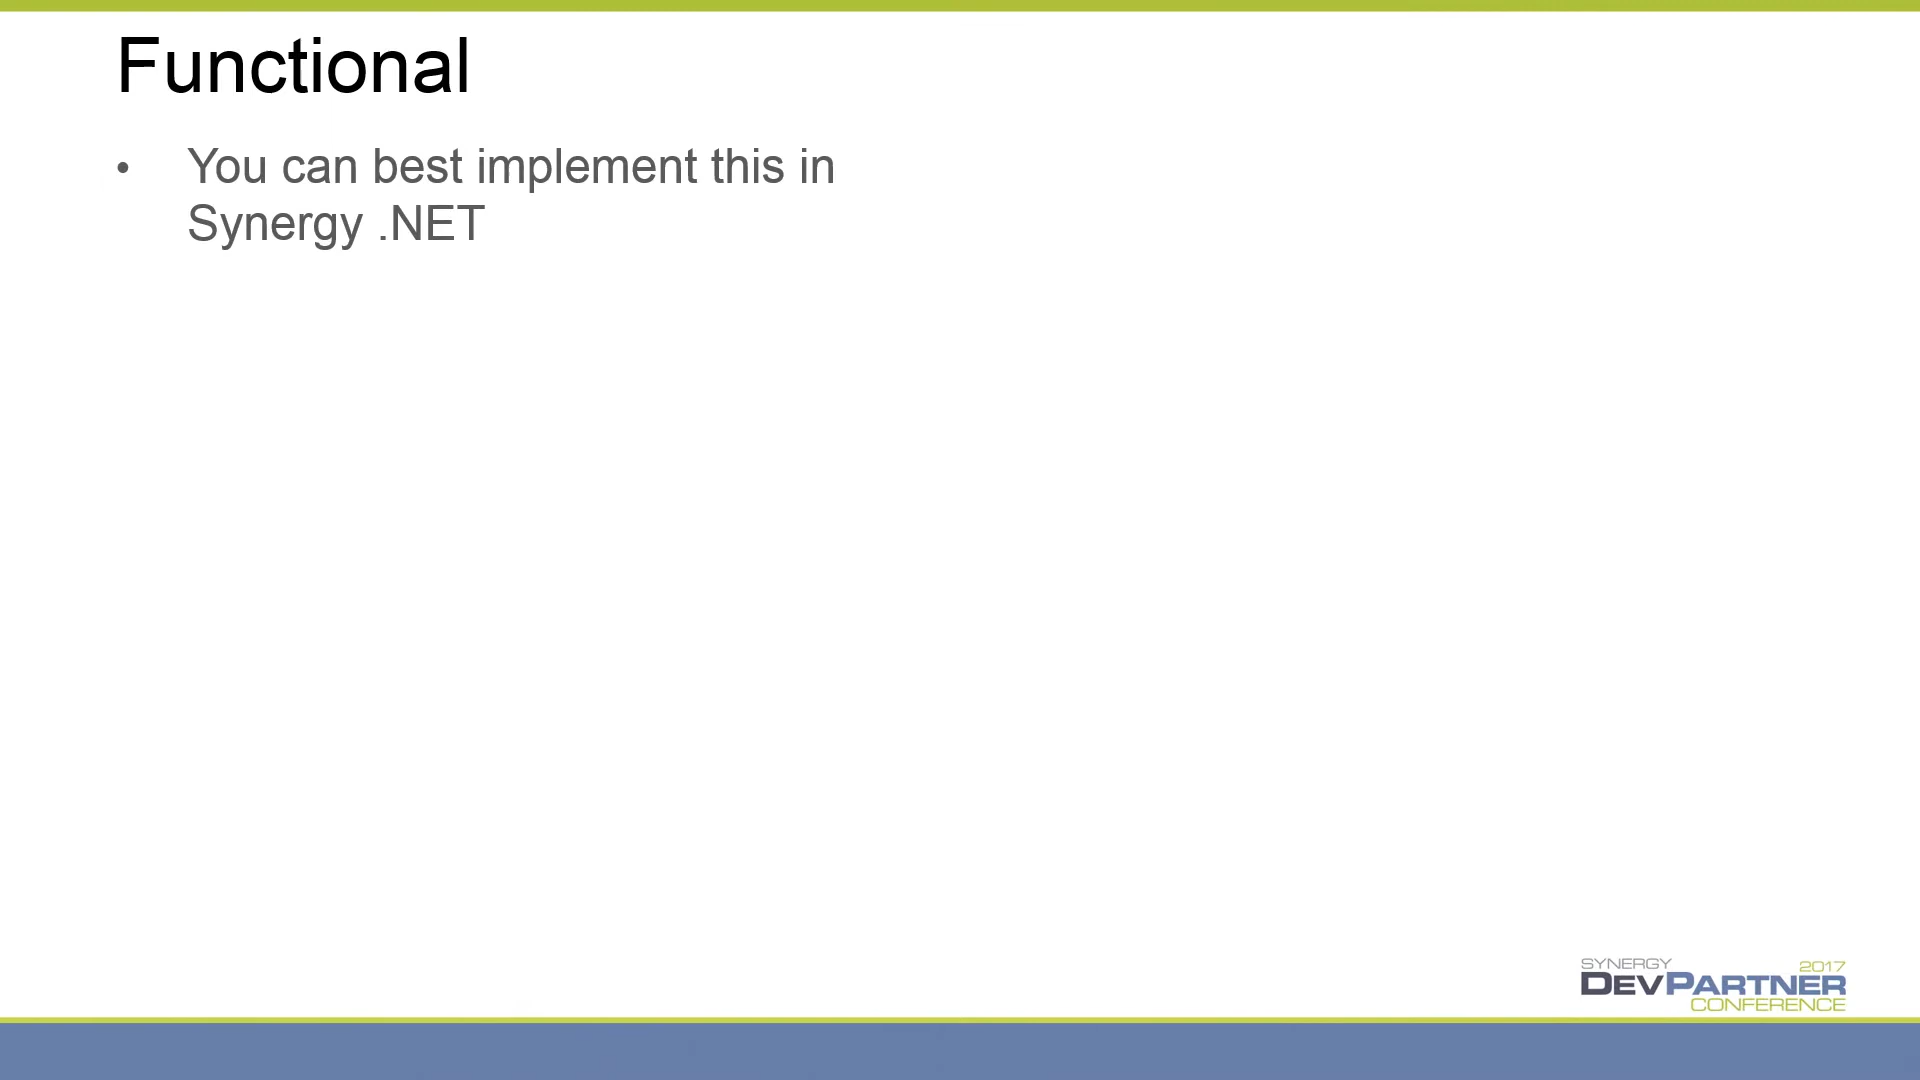 Functional
• You can best implement this in
Synergy .NET
SYNERGY 2017
DEVPARTNER
CONFERENCE